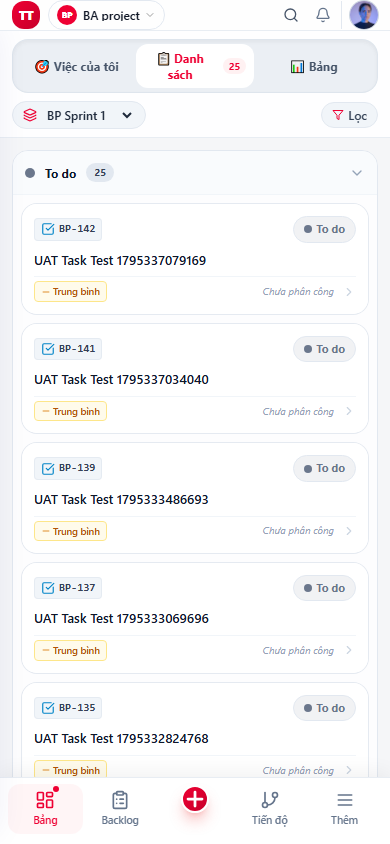 TT
BP BA project
Việc của tôi
Danh sách
25
Bảng
BP Sprint 1
Lọc
To do 25
BP-142
To do
UAT Task Test 1795337079169
– Trung bình
Chưa phân công
BP-141
To do
UAT Task Test 1795337034040
– Trung bình
Chưa phân công
BP-139
To do
UAT Task Test 1795333486693
– Trung bình
Chưa phân công
BP-137
To do
UAT Task Test 1795333069696
– Trung bình
Chưa phân công
BP-135
To do
UAT Task Test 1795332824768
– Trung bình
Chưa phân công
Bảng
Backlog
Tiến độ
Thêm